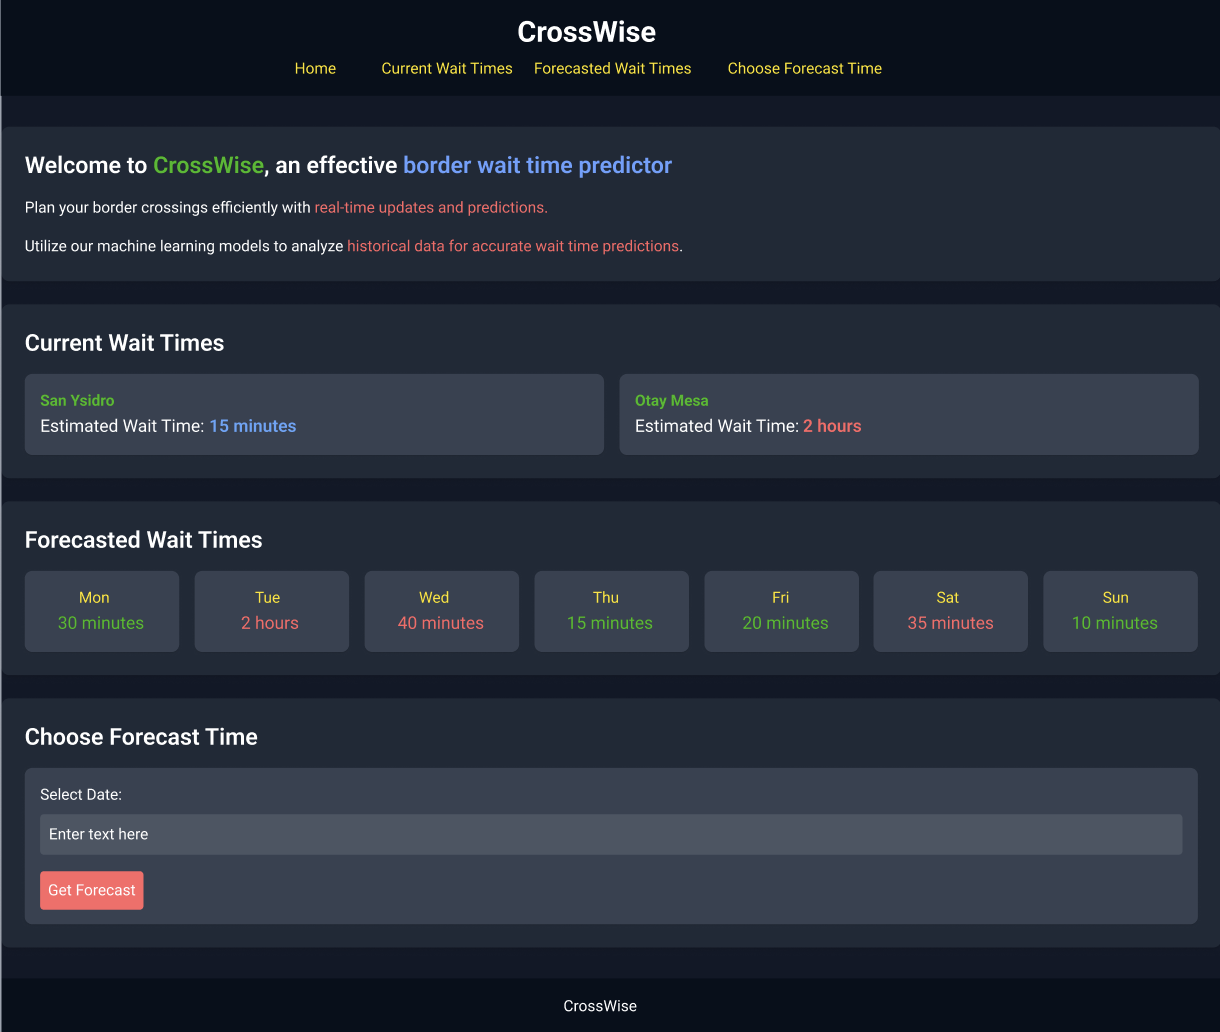 CrossWise
Home Current Wait Times Forecasted Wait Times Choose Forecast Time
Welcome to CrossWise, an effective border wait time predictor
Plan your border crossings efficiently with real-time updates and predictions.
Utilize our machine learning models to analyze historical data for accurate wait time predictions.
Current Wait Times
San Ysidro
Estimated Wait Time: 15 minutes
Otay Mesa
Estimated Wait Time: 2 hours
Forecasted Wait Times
Mon
30 minutes
Tue
2 hours
Wed
40 minutes
Thu
15 minutes
Fri
20 minutes
Sat
35 minutes
Sun
10 minutes
Choose Forecast Time
Select Date:
Enter text here
Get Forecast
CrossWise